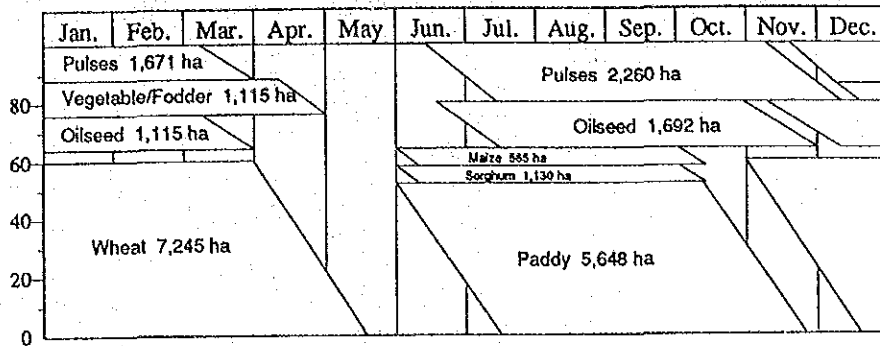 Jan. Feb. Mar. Apr. May Jun. Jul. Aug. Sep. Oct. Nov. Dec.
Pulses 1,671 ha
Pulses 2,260 ha
80
Vegetable/Fodder 1,115 ha
Oilseed 1,115 ha
Oilseed 1,692 ha
60
Maize 565 ha
Sorghum 1,130 ha
40
Wheat 7,245 ha
Paddy 5,648 ha
20
0